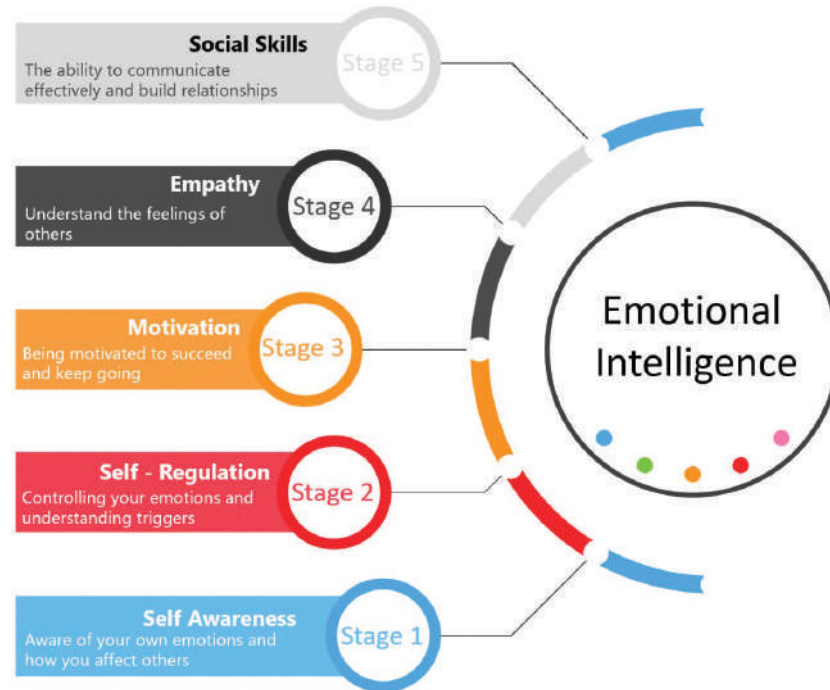 Social Skills
The ability to communicate
effectively and build relationships
Stage 5
Empathy
Understand the feelings of
others
Stage 4
Motivation
Being motivated to succeed
and keep going
Stage 3
Self - Regulation
Controlling your emotions and
understanding triggers
Stage 2
Self Awareness
Aware of your own emotions and
how you affect others
Stage 1
Emotional
Intelligence